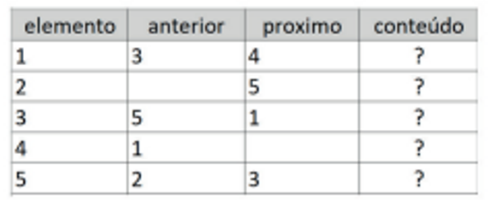 elemento anterior proximo conteúdo
1 3 4 ?
2 5 ?
3 5 1 ?
4 1 ?
5 2 3 ?